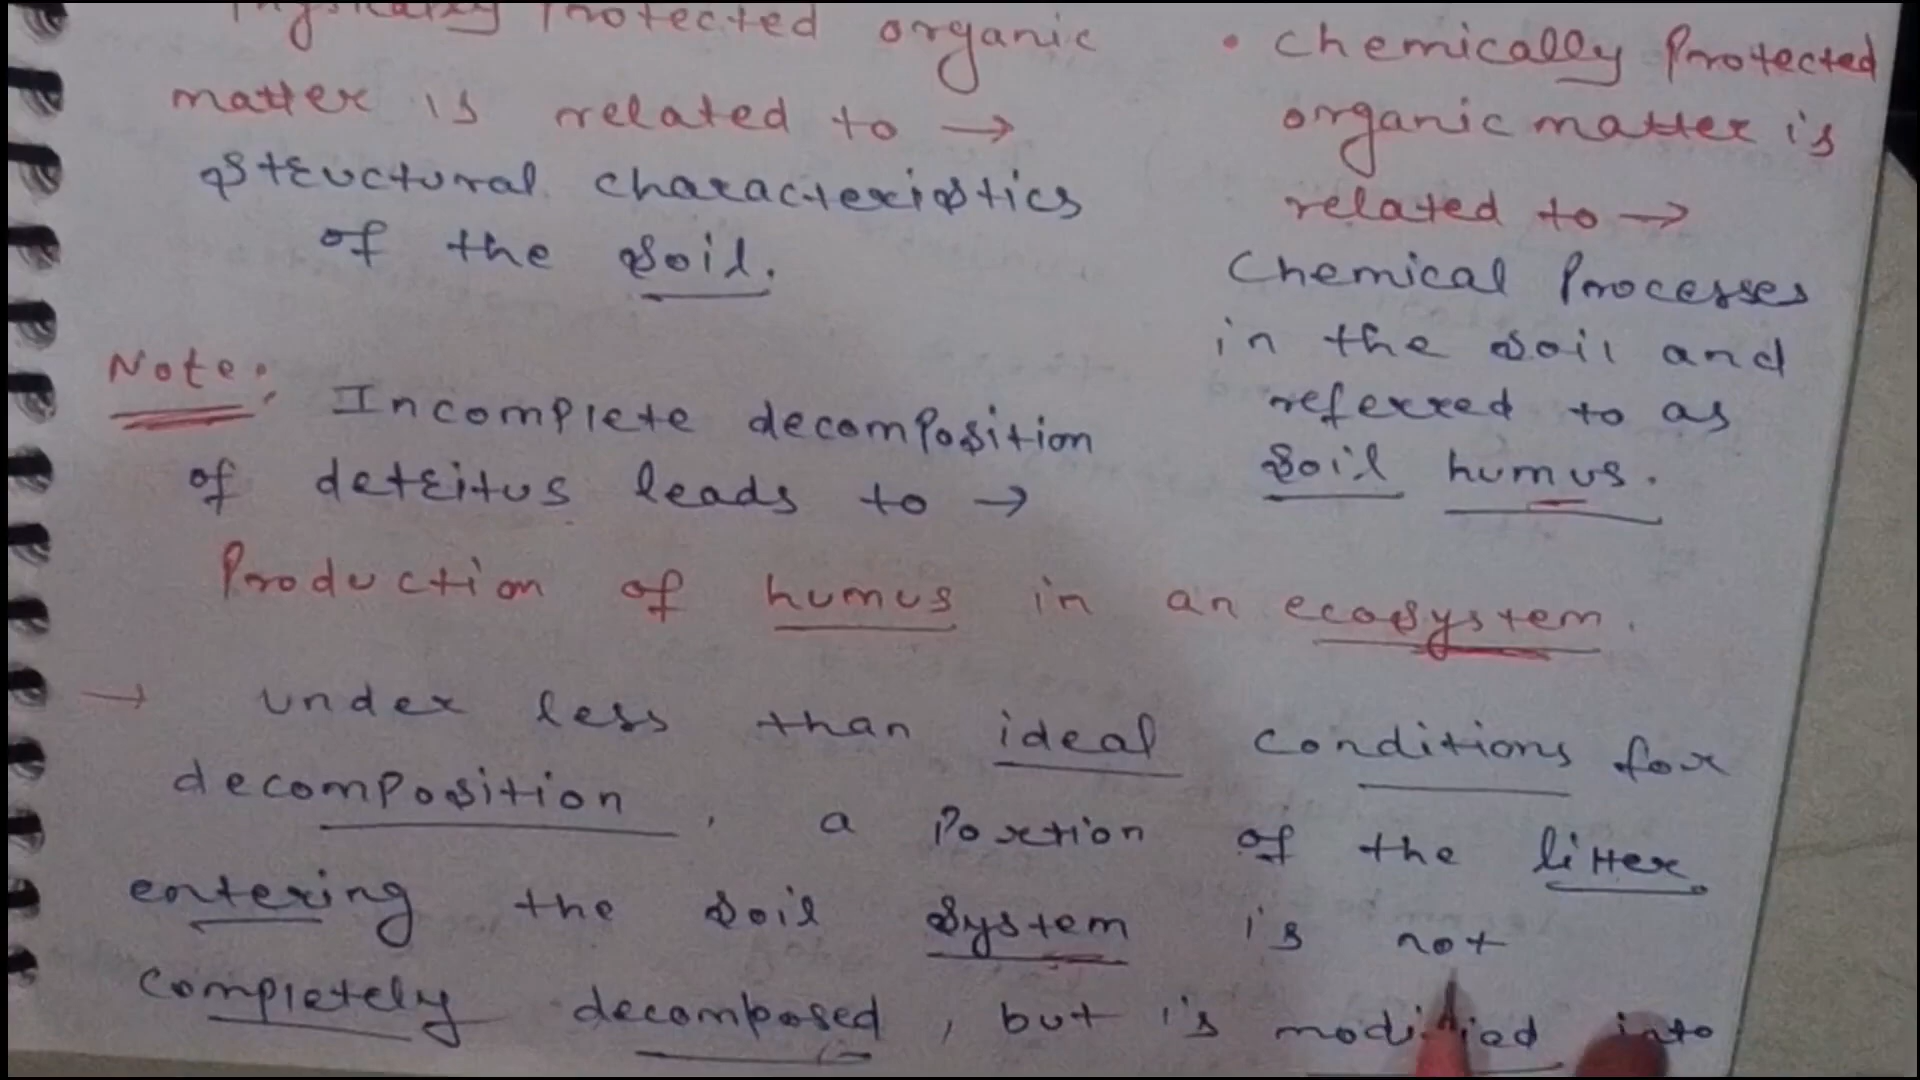 Physically Protected organic
matter is related to →
structural characteristics
of the soil.
• chemically Protected
organic matter is
related to →
Chemical Processes
in the soil and
referred to as
soil humus.
Note: Incomplete decomposition
of detritus leads to →
Production of humus in an ecosystem.
→ under less than ideal conditions for
decomposition, a Portion of the litter
entering the soil system is not
completely decomposed, but is modified into